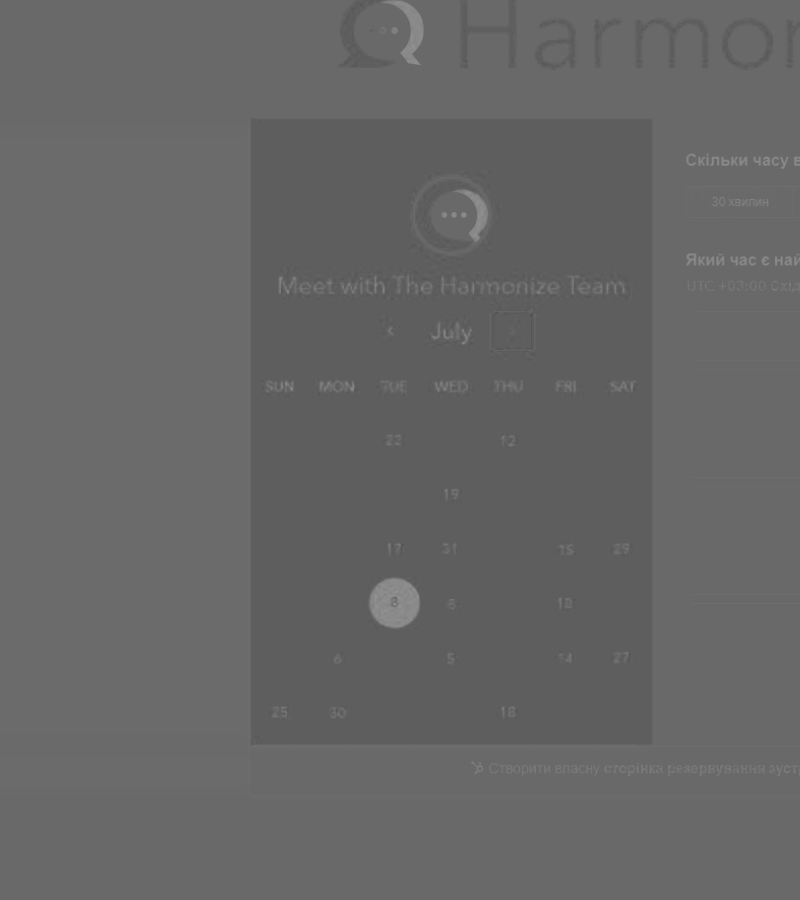 Harmon
Meet with The Harmonize Team
‹ July ›
SUN MON TUE WED THU FRI SAT
22 12
19
17 31 15 29
8 6 18
6 5 14 27
25 30 18
Скільки часу в
30 хвилин
Який час є най
UTC +03:00 Схід
Створити власну сторінка резервування зуст